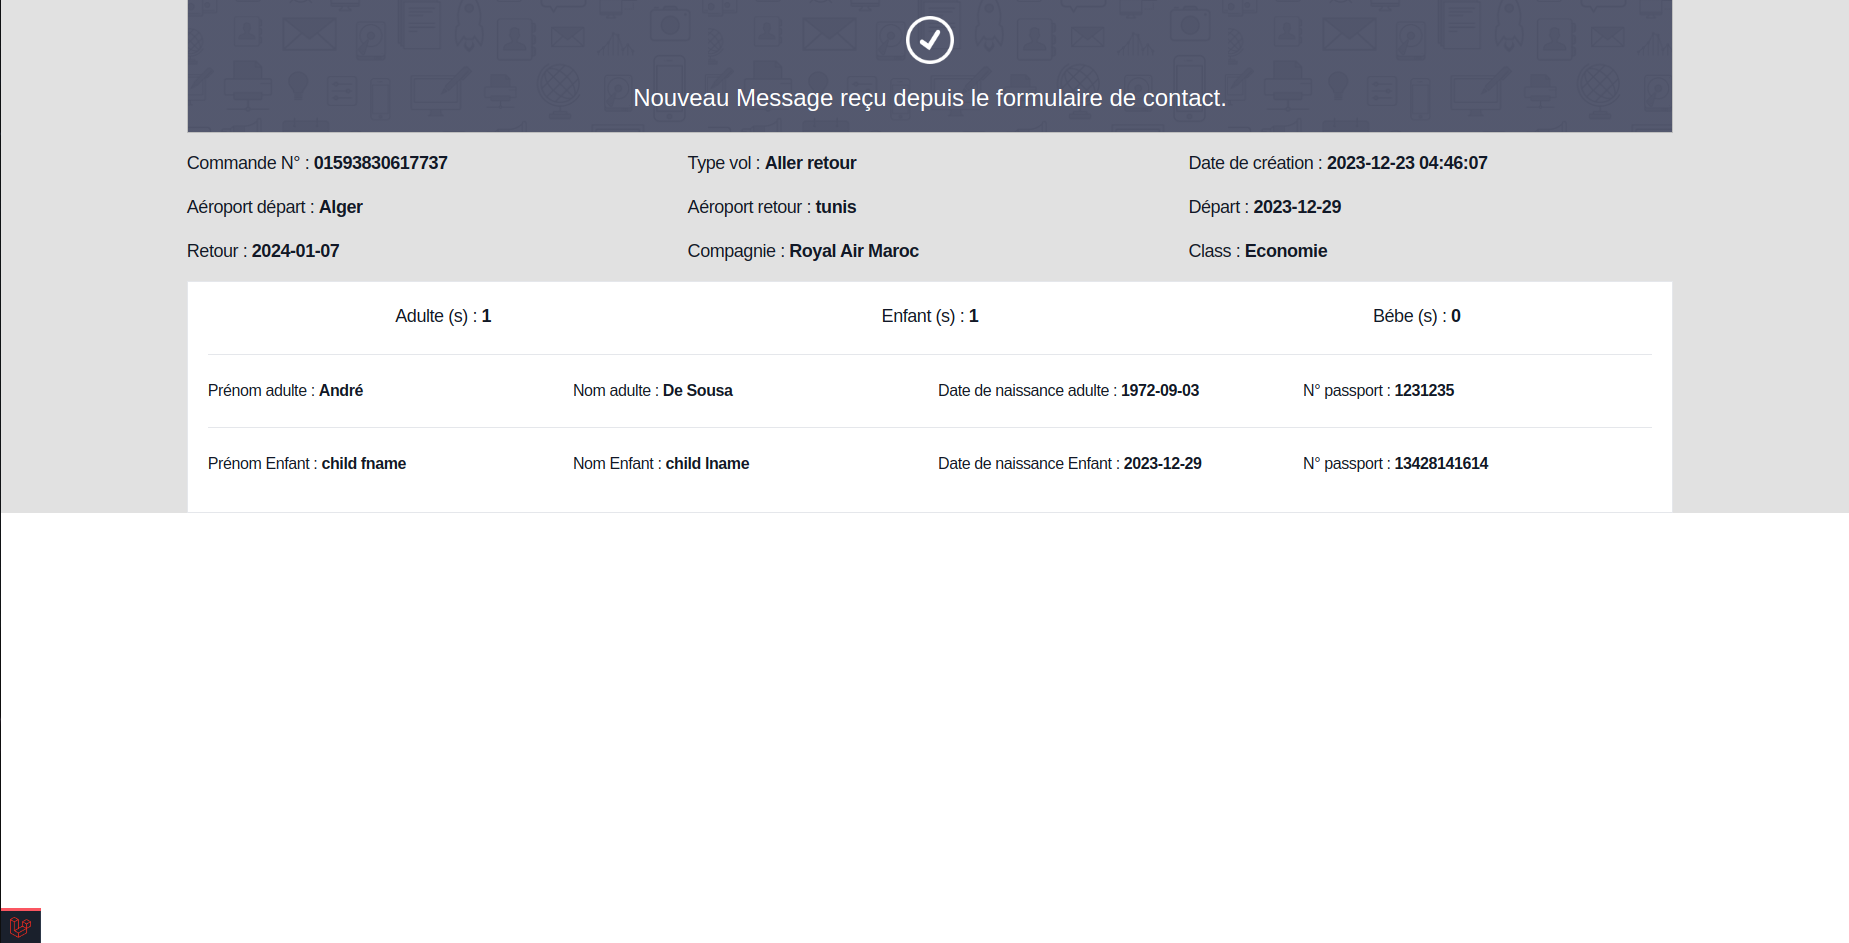 Nouveau Message reçu depuis le formulaire de contact.
Commande N° : 01593830617737 Type vol : Aller retour Date de création : 2023-12-23 04:46:07
Aéroport départ : Alger Aéroport retour : tunis Départ : 2023-12-29
Retour : 2024-01-07 Compagnie : Royal Air Maroc Class : Economie
Adulte (s) : 1 Enfant (s) : 1 Bébe (s) : 0
Prénom adulte : André Nom adulte : De Sousa Date de naissance adulte : 1972-09-03 N° passport : 1231235
Prénom Enfant : child fname Nom Enfant : child lname Date de naissance Enfant : 2023-12-29 N° passport : 13428141614